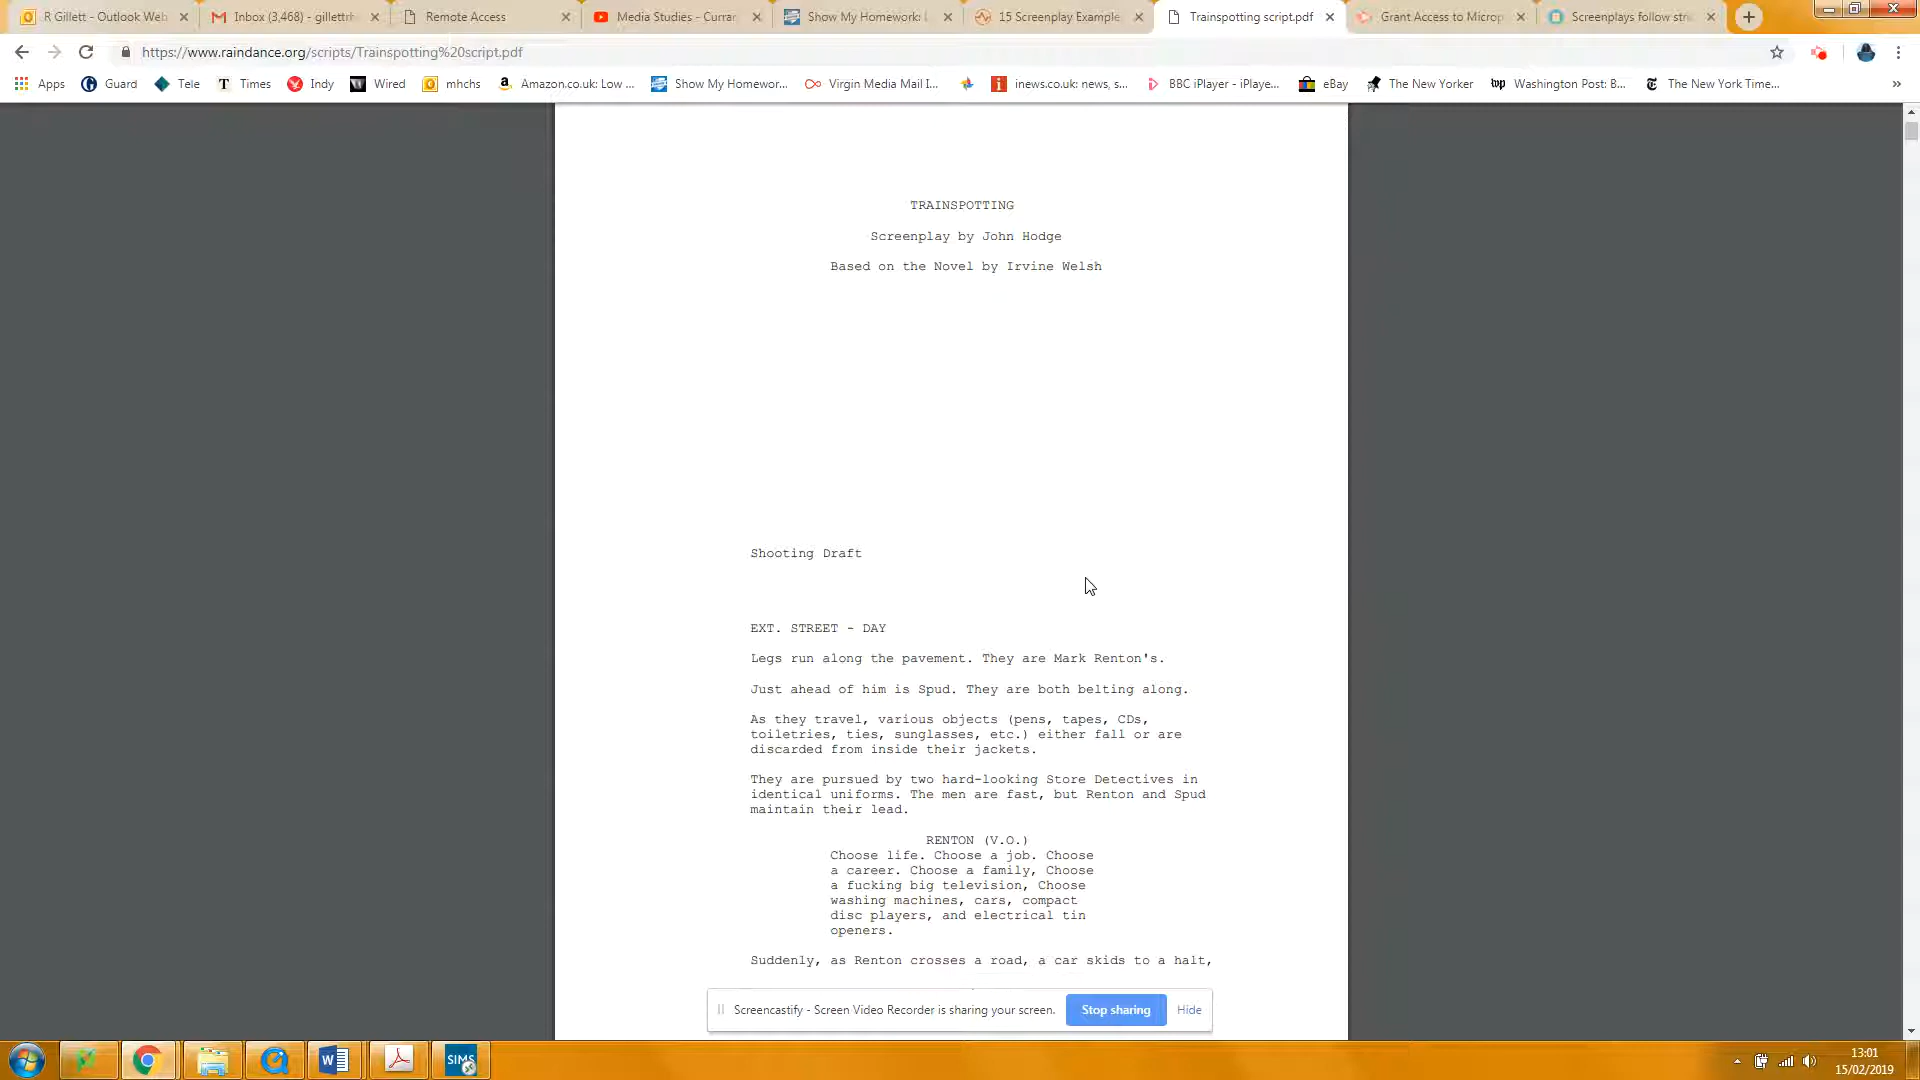 R Gillett - Outlook Web
Inbox (3,468) - gillettrh
Remote Access
Media Studies - Curran
Show My Homework:
15 Screenplay Example
Trainspotting script.pdf
Grant Access to Microp
Screenplays follow stri
https://www.raindance.org/scripts/Trainspotting%20script.pdf
Apps
Guard
Tele
Times
Indy
Wired
mhchs
Amazon.co.uk: Low ...
Show My Homewor...
Virgin Media Mail I...
inews.co.uk: news, s...
BBC iPlayer - iPlaye...
eBay
The New Yorker
Washington Post: B...
The New York Time...
TRAINSPOTTING
Screenplay by John Hodge
Based on the Novel by Irvine Welsh
Shooting Draft
EXT. STREET - DAY
Legs run along the pavement. They are Mark Renton's.
Just ahead of him is Spud. They are both belting along.
As they travel, various objects (pens, tapes, CDs,
toiletries, ties, sunglasses, etc.) either fall or are
discarded from inside their jackets.
They are pursued by two hard-looking Store Detectives in
identical uniforms. The men are fast, but Renton and Spud
maintain their lead.
RENTON (V.O.)
Choose life. Choose a job. Choose
a career. Choose a family, Choose
a fucking big television, Choose
washing machines, cars, compact
disc players, and electrical tin
openers.
Suddenly, as Renton crosses a road, a car skids to a halt,
Screencastify - Screen Video Recorder is sharing your screen.
Stop sharing
Hide
SIMS
13:01
15/02/2019